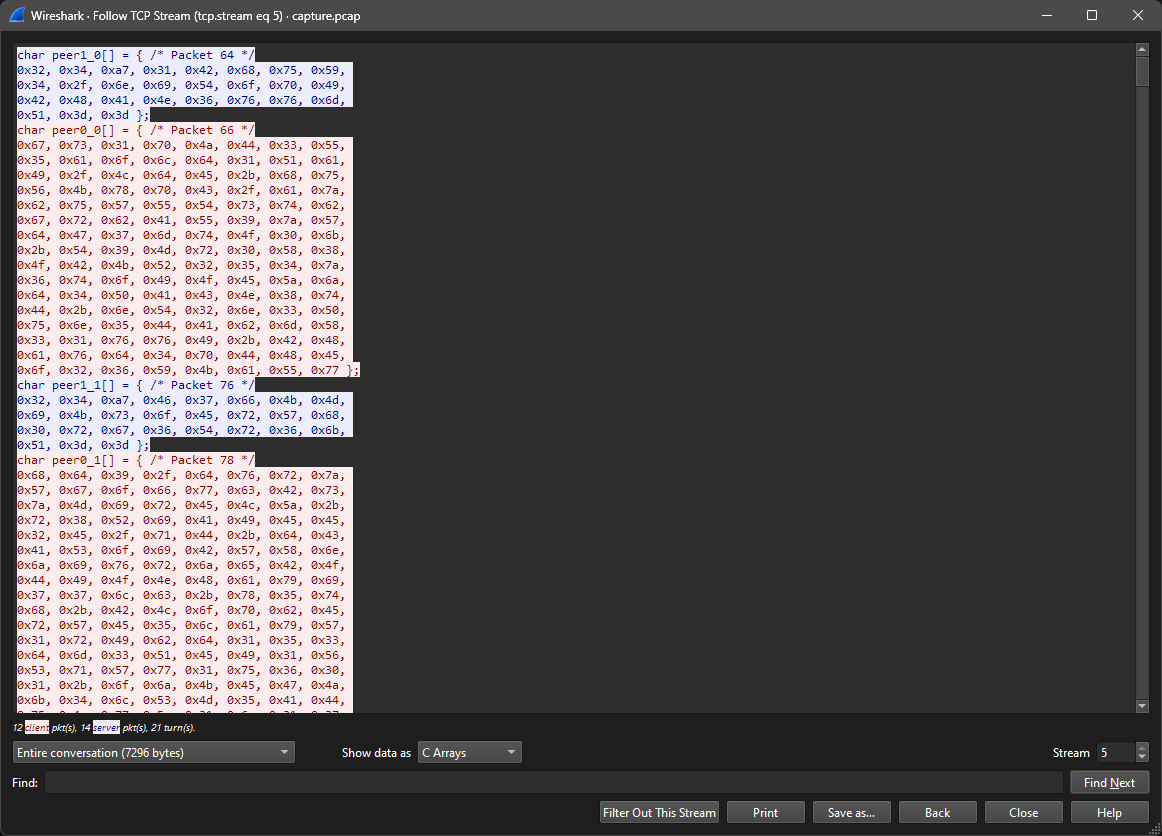 Wireshark · Follow TCP Stream (tcp.stream eq 5) · capture.pcap
char peer1_0[] = { /* Packet 64 */
0x32, 0x34, 0xa7, 0x31, 0x42, 0x68, 0x75, 0x59,
0x34, 0x2f, 0x6e, 0x69, 0x54, 0x6f, 0x70, 0x49,
0x42, 0x48, 0x41, 0x4e, 0x36, 0x76, 0x76, 0x6d,
0x51, 0x3d, 0x3d };
char peer0_0[] = { /* Packet 66 */
0x67, 0x73, 0x31, 0x70, 0x4a, 0x44, 0x33, 0x55,
0x35, 0x61, 0x6f, 0x6c, 0x64, 0x31, 0x51, 0x61,
0x49, 0x2f, 0x4c, 0x64, 0x45, 0x2b, 0x68, 0x75,
0x56, 0x4b, 0x78, 0x70, 0x43, 0x2f, 0x61, 0x7a,
0x62, 0x75, 0x57, 0x55, 0x54, 0x73, 0x74, 0x62,
0x67, 0x72, 0x62, 0x41, 0x55, 0x39, 0x7a, 0x57,
0x64, 0x47, 0x37, 0x6d, 0x74, 0x4f, 0x30, 0x6b,
0x2b, 0x54, 0x39, 0x4d, 0x72, 0x30, 0x58, 0x38,
0x4f, 0x42, 0x4b, 0x52, 0x32, 0x35, 0x34, 0x7a,
0x36, 0x74, 0x6f, 0x49, 0x4f, 0x45, 0x5a, 0x6a,
0x64, 0x34, 0x50, 0x41, 0x43, 0x4e, 0x38, 0x74,
0x44, 0x2b, 0x6e, 0x54, 0x32, 0x6e, 0x33, 0x50,
0x75, 0x6e, 0x35, 0x44, 0x41, 0x62, 0x6d, 0x58,
0x33, 0x31, 0x76, 0x76, 0x49, 0x2b, 0x42, 0x48,
0x61, 0x76, 0x64, 0x34, 0x70, 0x44, 0x48, 0x45,
0x6f, 0x32, 0x36, 0x59, 0x4b, 0x61, 0x55, 0x77 };
char peer1_1[] = { /* Packet 76 */
0x32, 0x34, 0xa7, 0x46, 0x37, 0x66, 0x4b, 0x4d,
0x69, 0x4b, 0x73, 0x6f, 0x45, 0x72, 0x57, 0x68,
0x30, 0x72, 0x67, 0x36, 0x54, 0x72, 0x36, 0x6b,
0x51, 0x3d, 0x3d };
char peer0_1[] = { /* Packet 78 */
0x68, 0x64, 0x39, 0x2f, 0x64, 0x76, 0x72, 0x7a,
0x57, 0x67, 0x6f, 0x66, 0x77, 0x63, 0x42, 0x73,
0x7a, 0x4d, 0x69, 0x72, 0x45, 0x4c, 0x5a, 0x2b,
0x72, 0x38, 0x52, 0x69, 0x41, 0x49, 0x45, 0x45,
0x32, 0x45, 0x2f, 0x71, 0x44, 0x2b, 0x64, 0x43,
0x41, 0x53, 0x6f, 0x69, 0x42, 0x57, 0x58, 0x6e,
0x6a, 0x69, 0x76, 0x72, 0x6a, 0x65, 0x42, 0x4f,
0x44, 0x49, 0x4f, 0x4e, 0x48, 0x61, 0x79, 0x69,
0x37, 0x37, 0x6c, 0x63, 0x2b, 0x78, 0x35, 0x74,
0x68, 0x2b, 0x42, 0x4c, 0x6f, 0x70, 0x62, 0x45,
0x72, 0x57, 0x45, 0x35, 0x6c, 0x61, 0x79, 0x57,
0x31, 0x72, 0x49, 0x62, 0x64, 0x31, 0x35, 0x33,
0x64, 0x6d, 0x33, 0x51, 0x45, 0x49, 0x31, 0x56,
0x53, 0x71, 0x57, 0x77, 0x31, 0x75, 0x36, 0x30,
0x31, 0x2b, 0x6f, 0x6a, 0x4b, 0x45, 0x47, 0x4a,
0x6b, 0x34, 0x6c, 0x53, 0x4d, 0x35, 0x41, 0x44,
12 client pkt(s), 14 server pkt(s), 21 turn(s).
Entire conversation (7296 bytes) Show data as C Arrays Stream 5
Find: Find Next
Filter Out This Stream Print Save as... Back Close Help